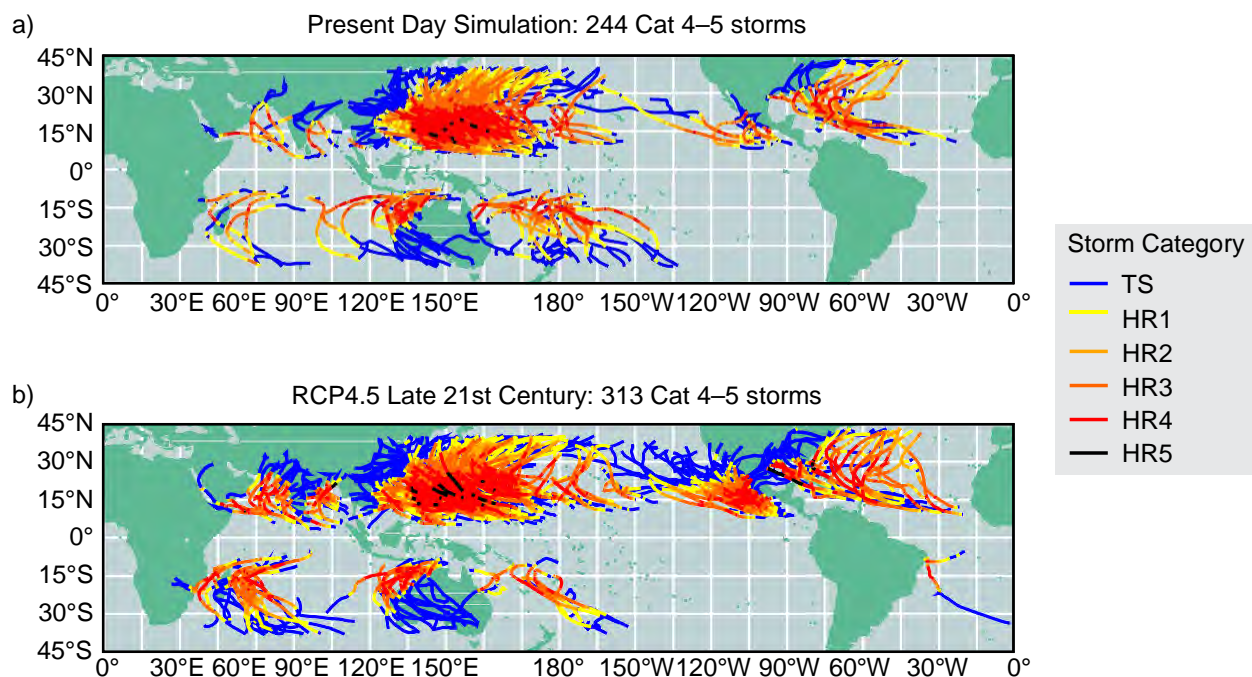 a)
Present Day Simulation: 244 Cat 4–5 storms
45°N
30°N
15°N
0°
15°S
30°S
45°S
0° 30°E 60°E 90°E 120°E 150°E 180° 150°W 120°W 90°W 60°W 30°W 0°
b)
RCP4.5 Late 21st Century: 313 Cat 4–5 storms
45°N
30°N
15°N
0°
15°S
30°S
45°S
0° 30°E 60°E 90°E 120°E 150°E 180° 150°W 120°W 90°W 60°W 30°W 0°
Storm Category
TS
HR1
HR2
HR3
HR4
HR5